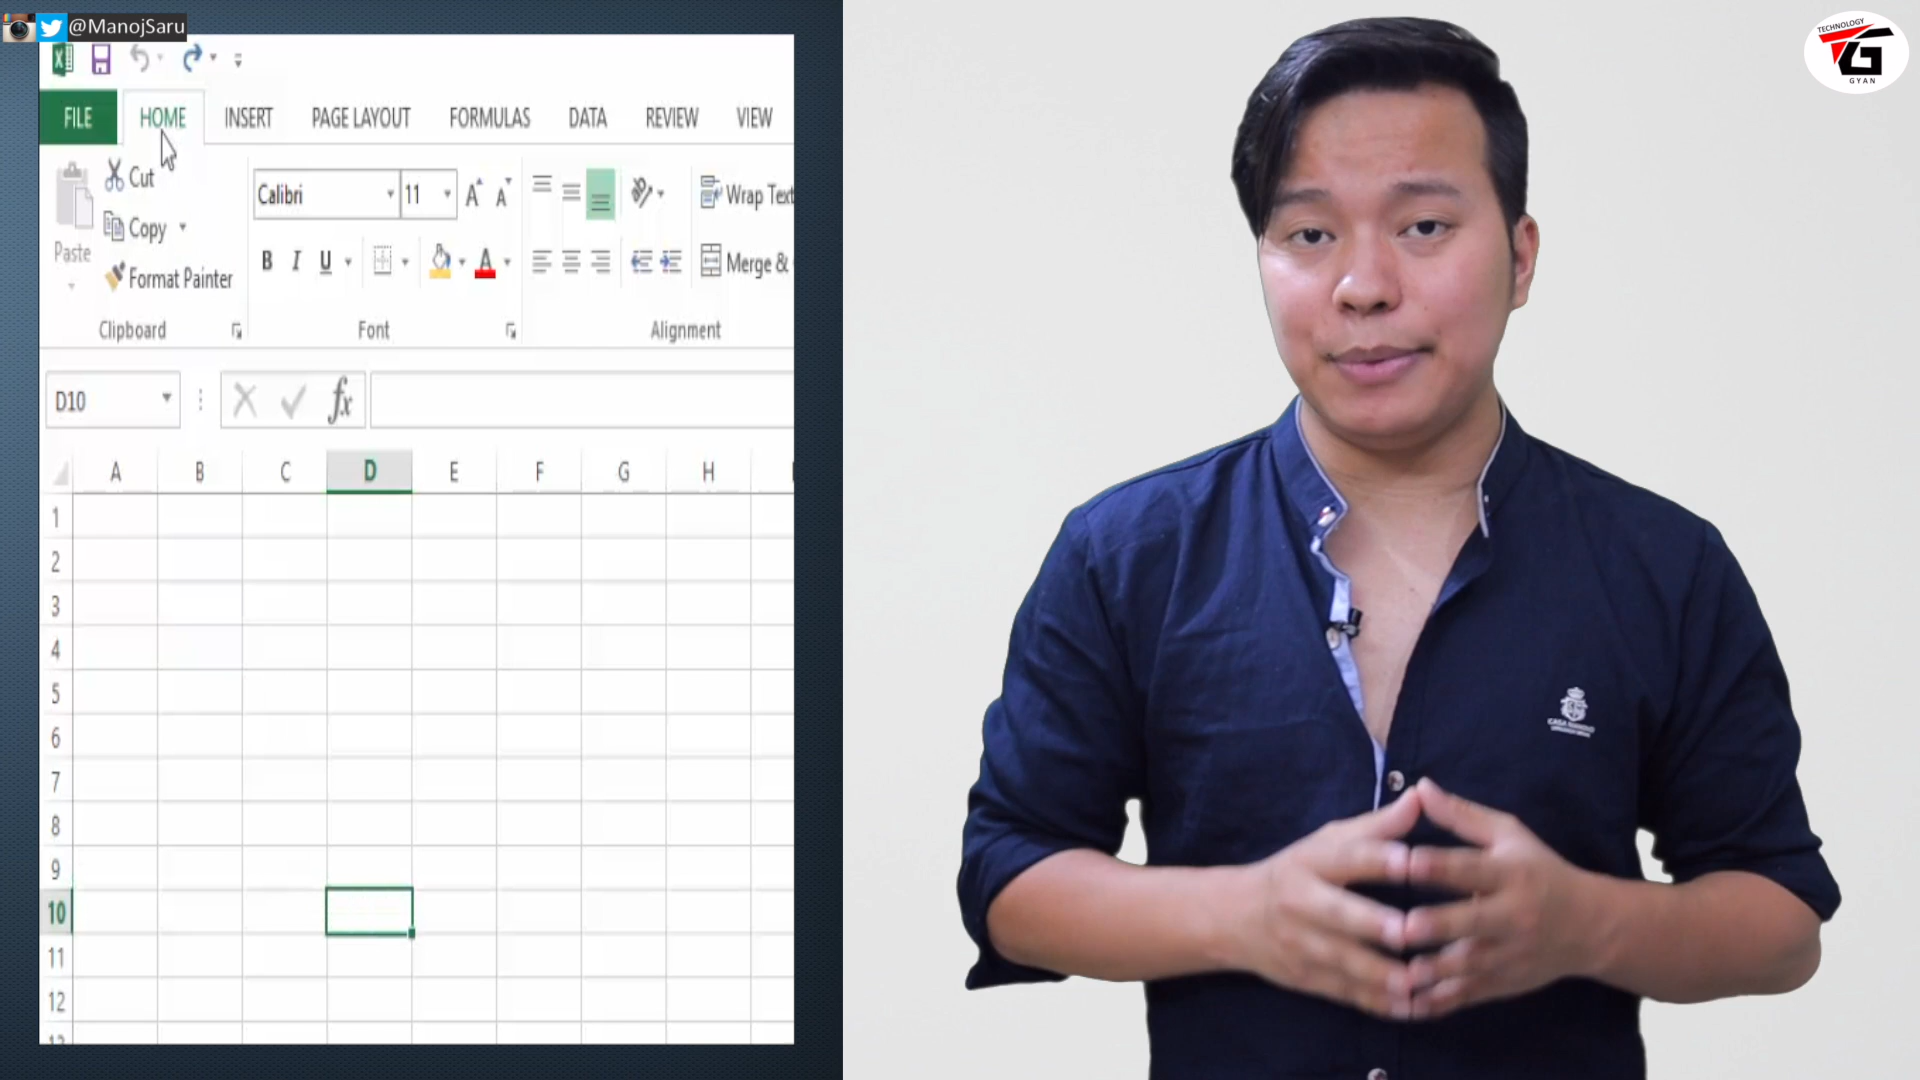 @ManojSaru
TECHNOLOGY
GYAN
FILE HOME INSERT PAGE LAYOUT FORMULAS DATA REVIEW VIEW
Cut
Copy
Paste
Format Painter
Calibri 11
B I U A
Wrap Text
Merge &
Clipboard Font Alignment
D10 fx
A B C D E F G H
1
2
3
4
5
6
7
8
9
10
11
12
13